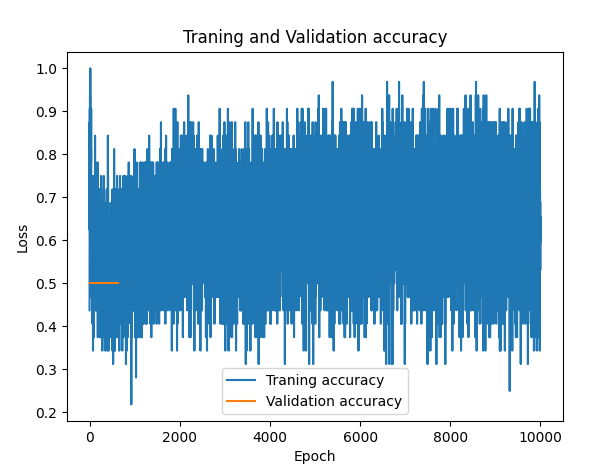 Traning and Validation accuracy
1.0
0.9
0.8
0.7
0.6
0.5
0.4
0.3
0.2
Loss
Traning accuracy
Validation accuracy
0 2000 4000 6000 8000 10000
Epoch